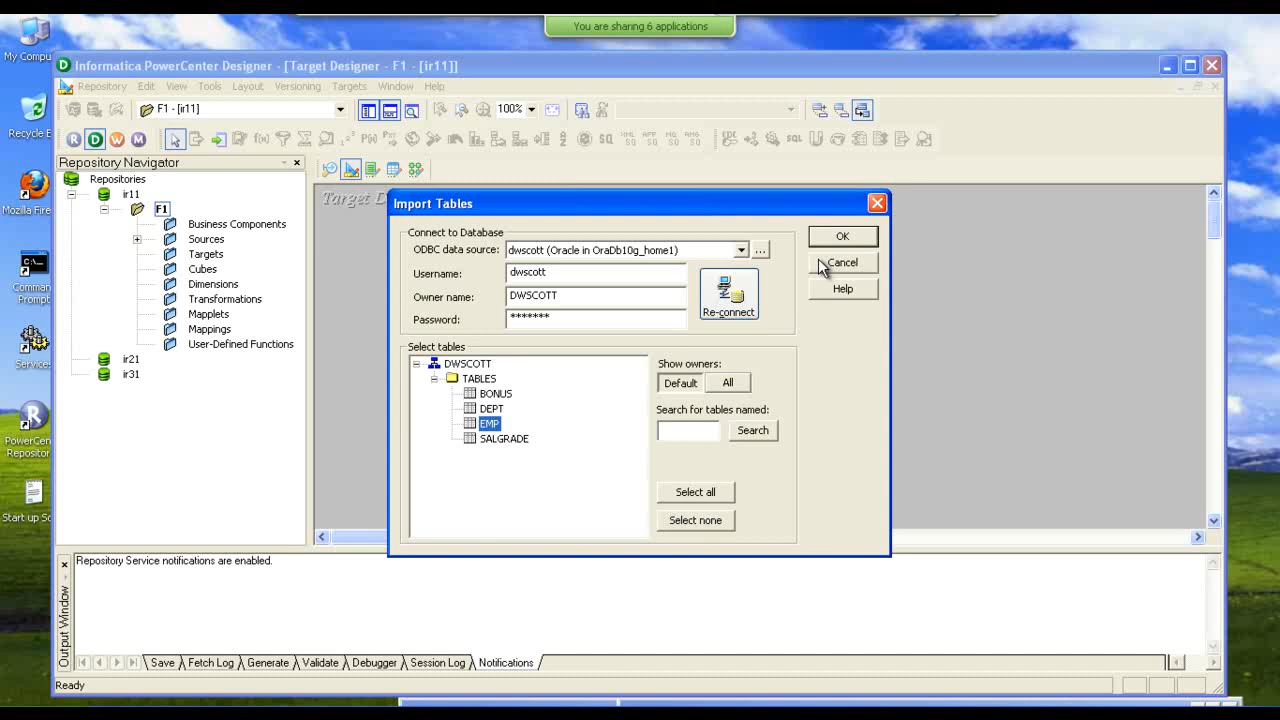 You are sharing 6 applications
My Compu
Recycle B
Mozilla Fire
Comman
Prompt
Services
PowerCen
Repositor
Start up Sc
Informatica PowerCenter Designer - [Target Designer - F1 - [ir11]]
Repository Edit View Tools Layout Versioning Targets Window Help
F1 - [ir11]
100%
R D W M
Repository Navigator
Repositories
ir11
F1
Business Components
Sources
Targets
Cubes
Dimensions
Transformations
Mapplets
Mappings
User-Defined Functions
ir21
ir31
Target D
Import Tables
Connect to Database
ODBC data source: dwscott (Oracle in OraDb10g_home1) ...
Username: dwscott
Owner name: DWSCOTT
Password: *******
Re-connect
OK
Cancel
Help
Select tables
DWSCOTT
TABLES
BONUS
DEPT
EMP
SALGRADE
Show owners:
Default All
Search for tables named:
Search
Select all
Select none
Output Window
Repository Service notifications are enabled.
Save Fetch Log Generate Validate Debugger Session Log Notifications
Ready